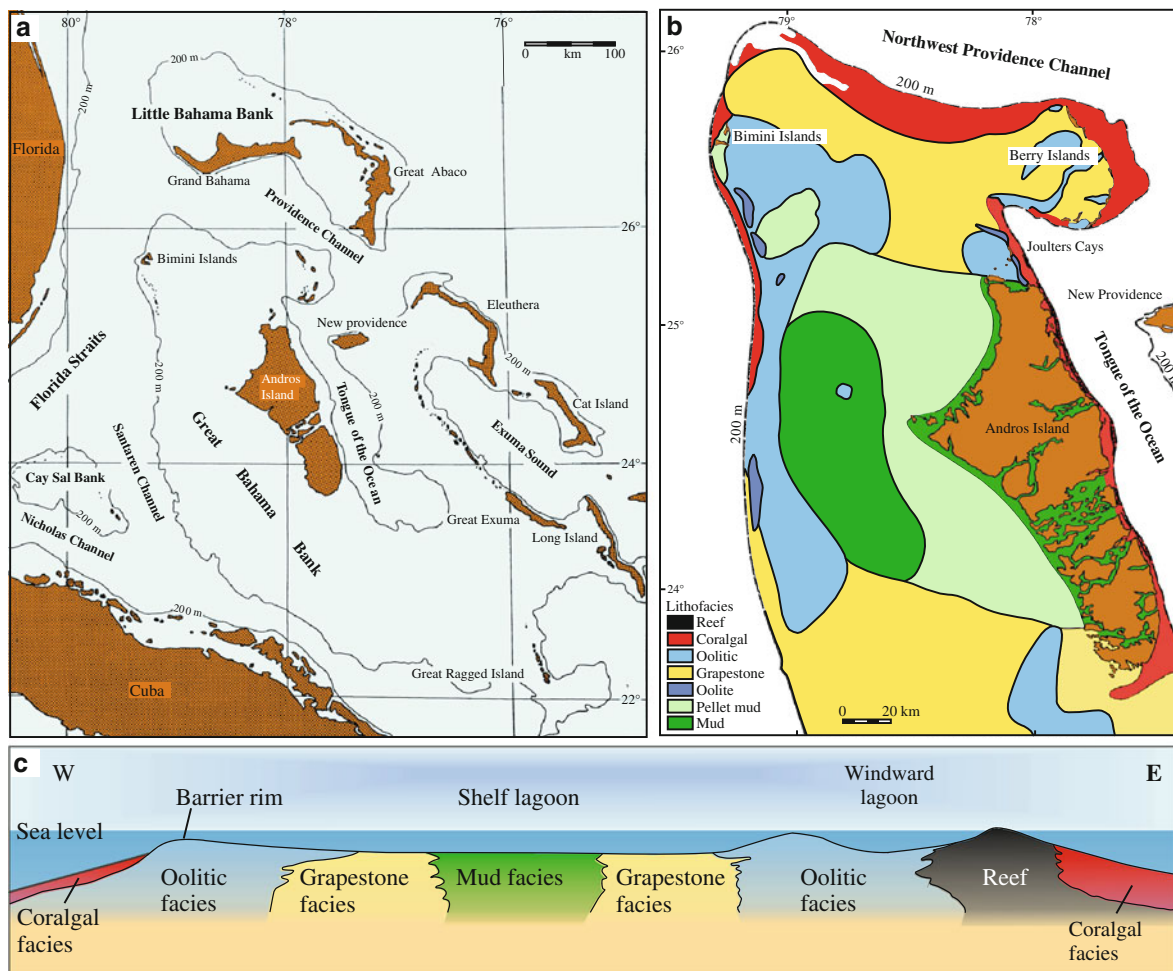 a
80°
78°
76°
0
100
km
200 m
200 m
Little Bahama Bank
Florida
Grand Bahama
Great Abaco
Providence Channel
26°
Bimini Islands
Eleuthera
New providence
200 m
Florida Straits
200 m
Andros
Island
Tongue of the Ocean
200 m
Cat Island
Great
Exuma Sound
Santaren Channel
24°
Cay Sal Bank
Bahama
200 m
Great Exuma
Nicholas Channel
Long Island
Bank
200 m
Great Ragged Island
Cuba
22°
b
79°
78°
26°
Northwest Providence
Channel
200 m
Bimini Islands
Berry Islands
Joulters Cays
New Providence
25°
200 m
Tongue of the Ocean
200 m
Andros Island
24°
Lithofacies
Reef
Coralgal
Oolitic
Grapestone
Oolite
Pellet mud
Mud
0 20 km
c
W
E
Barrier rim
Shelf lagoon
Windward
lagoon
Sea level
Oolitic
facies
Grapestone
facies
Mud facies
Grapestone
facies
Oolitic
facies
Reef
Coralgal
facies
Coralgal
facies